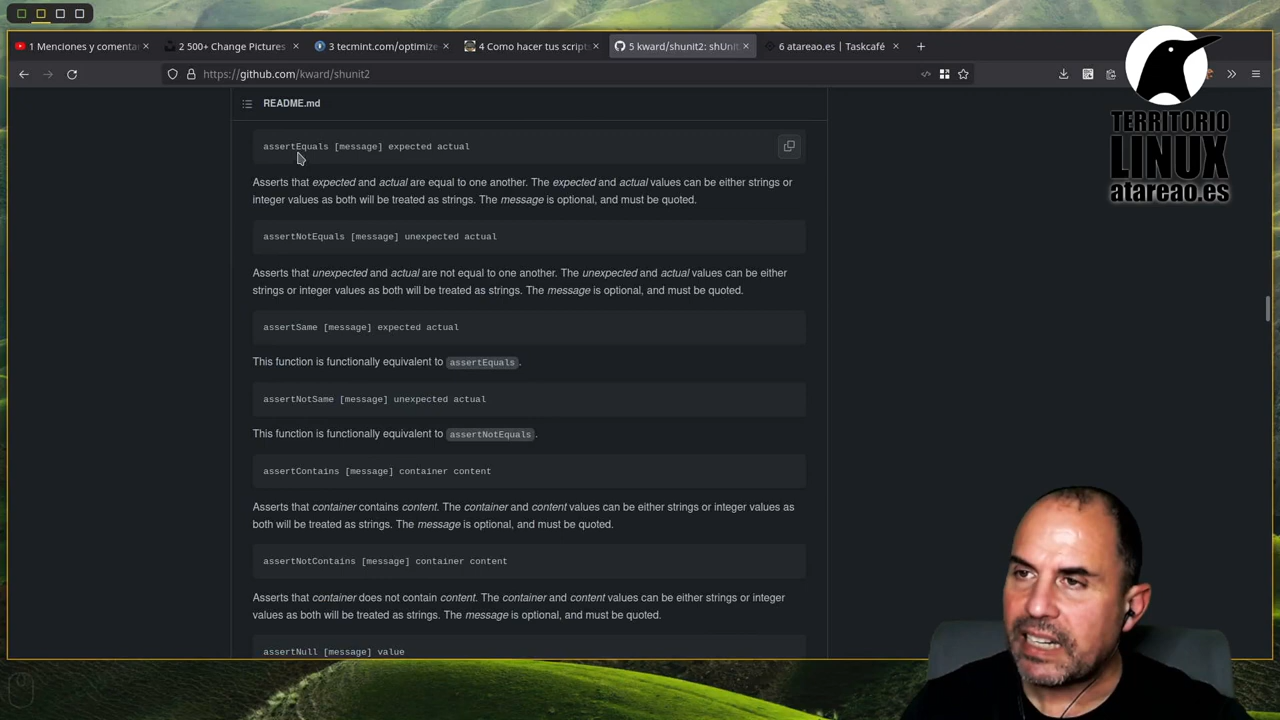 1 Menciones y comenta
2 500+ Change Pictures
3 tecmint.com/optimize
4 Como hacer tus script
5 kward/shunit2: shUnit
6 atareao.es | Taskcafé
https://github.com/kward/shunit2
TERRITORIO
LINUX
atareao.es
README.md
assertEquals [message] expected actual
Asserts that expected and actual are equal to one another. The expected and actual values can be either strings or
integer values as both will be treated as strings. The message is optional, and must be quoted.
assertNotEquals [message] unexpected actual
Asserts that unexpected and actual are not equal to one another. The unexpected and actual values can be either
strings or integer values as both will be treated as strings. The message is optional, and must be quoted.
assertSame [message] expected actual
This function is functionally equivalent to assertEquals.
assertNotSame [message] unexpected actual
This function is functionally equivalent to assertNotEquals.
assertContains [message] container content
Asserts that container contains content. The container and content values can be either strings or integer values as
both will be treated as strings. The message is optional, and must be quoted.
assertNotContains [message] container content
Asserts that container does not contain content. The container and content values can be either strings or integer
values as both will be treated as strings. The message is optional, and must be quoted.
assertNull [message] value